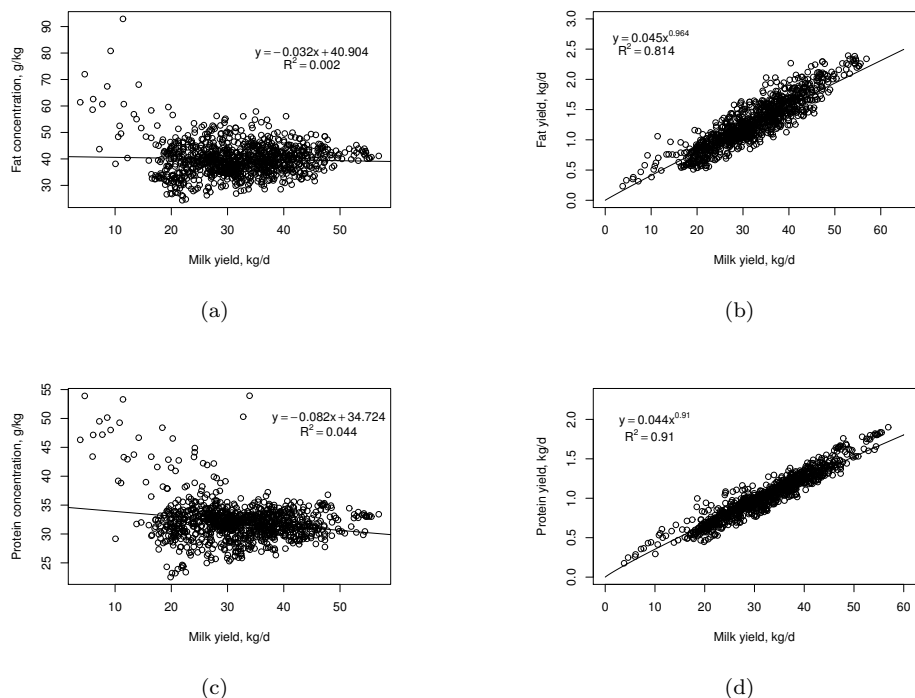 y = −0.032x + 40.904
R² = 0.002
Fat concentration, g/kg
90
80
70
60
50
40
30
10 20 30 40 50
Milk yield, kg/d
(a)
y = 0.045x^0.964
R² = 0.814
Fat yield, kg/d
3.0
2.5
2.0
1.5
1.0
0.5
0.0
0 10 20 30 40 50 60
Milk yield, kg/d
(b)
y = −0.082x + 34.724
R² = 0.044
Protein concentration, g/kg
55
50
45
40
35
30
25
10 20 30 40 50
Milk yield, kg/d
(c)
y = 0.044x^0.91
R² = 0.91
Protein yield, kg/d
2.0
1.5
1.0
0.5
0.0
0 10 20 30 40 50 60
Milk yield, kg/d
(d)